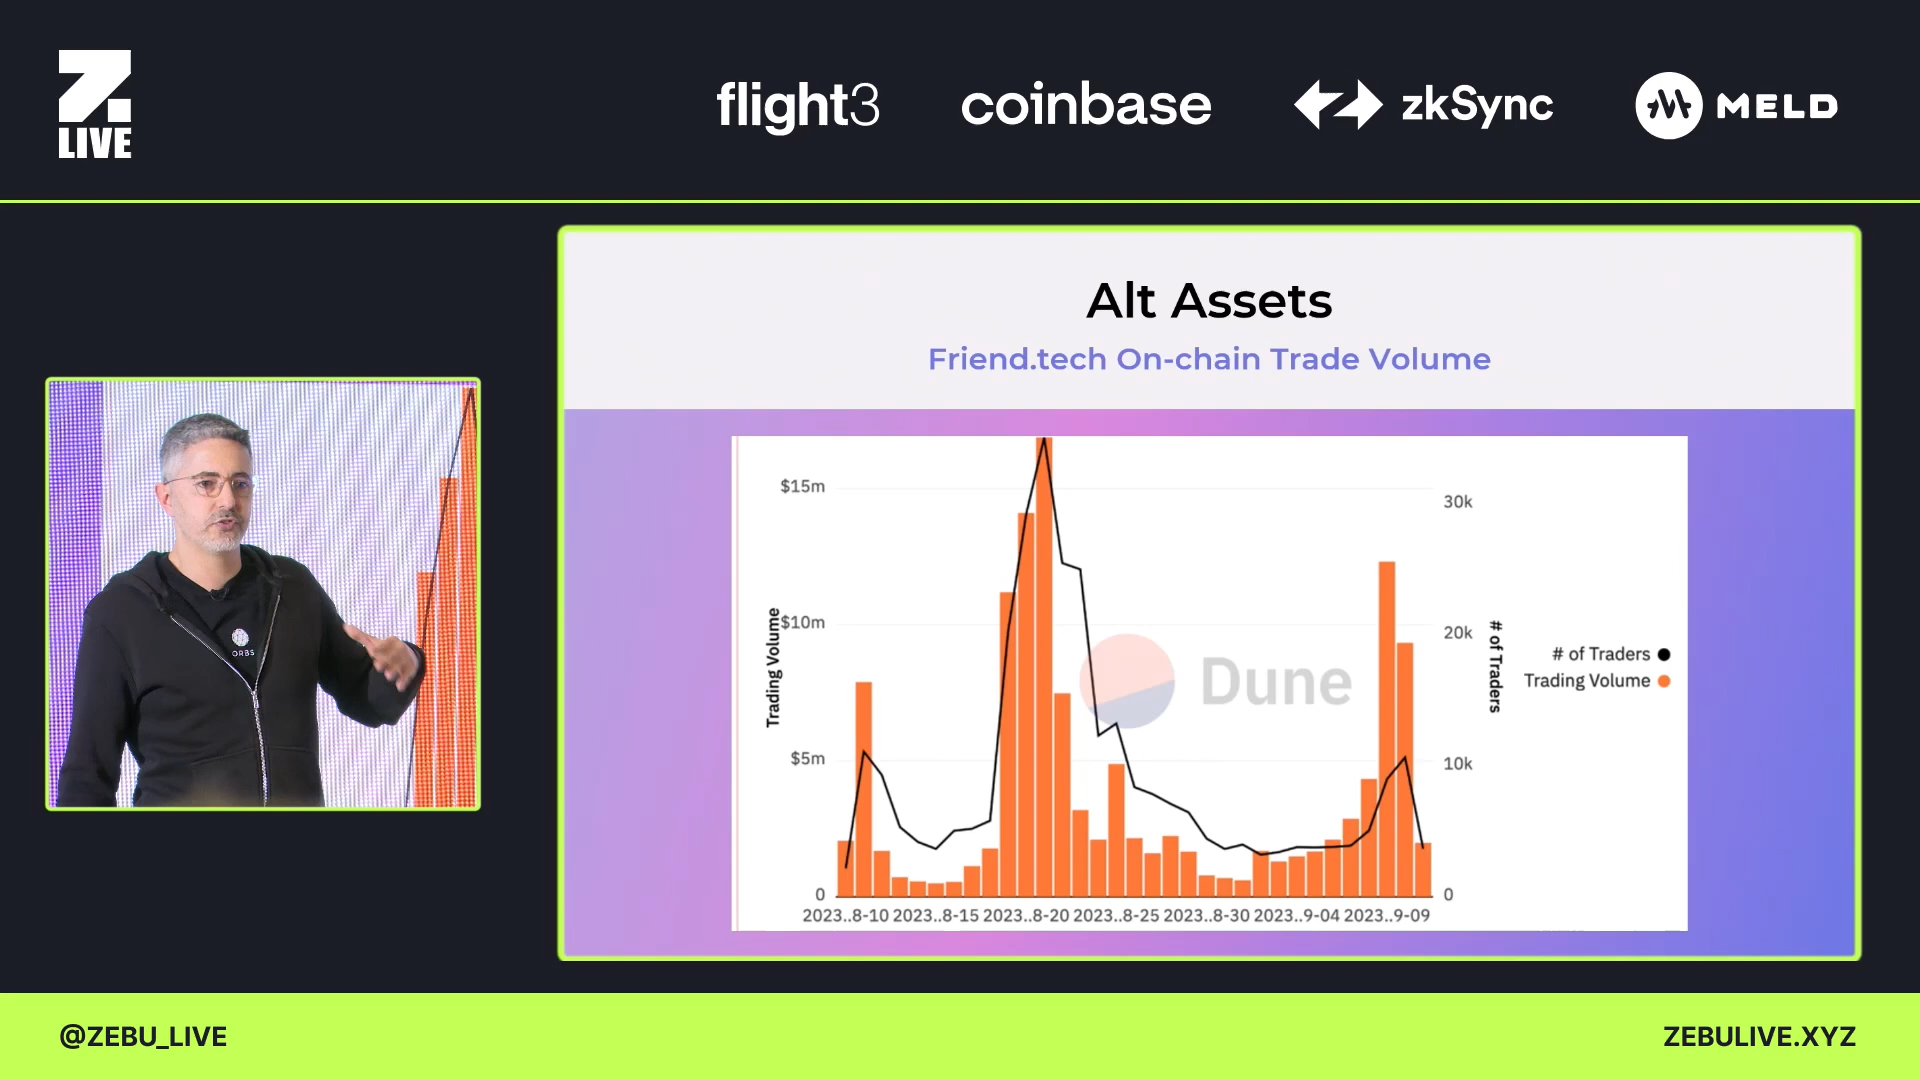 Z
LIVE
flight3
coinbase
zkSync
MELD
Alt Assets
Friend.tech On-chain Trade Volume
$15m
$10m
$5m
0
Trading Volume
Dune
30k
20k
10k
0
# of Traders
# of Traders
Trading Volume
2023..8-10 2023..8-15 2023..8-20 2023..8-25 2023..8-30 2023..9-04 2023..9-09
ORBS
@ZEBU_LIVE
ZEBULIVE.XYZ